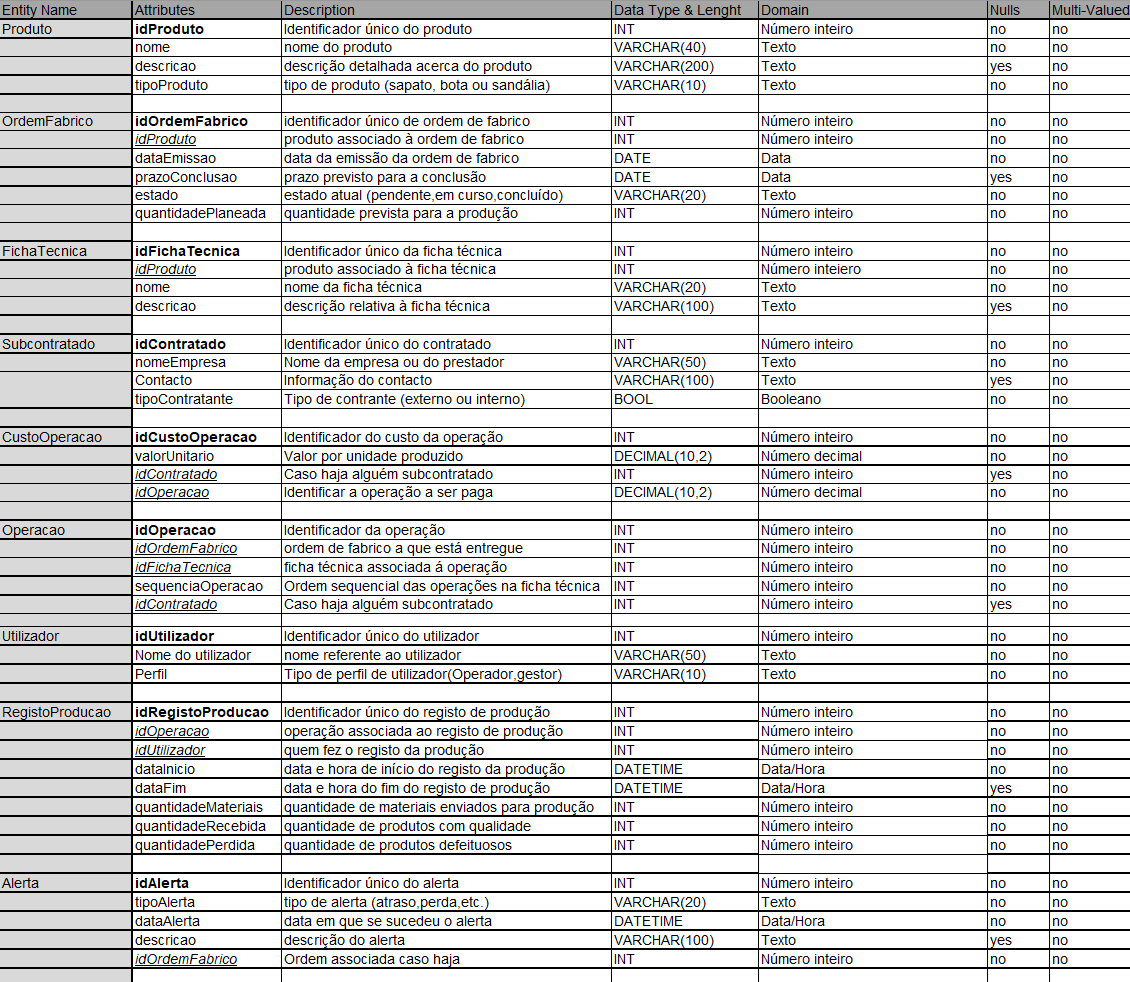 Entity Name Attributes Description Data Type & Lenght Domain Nulls Multi-Valued
Produto idProduto Identificador único do produto INT Número inteiro no no
nome nome do produto VARCHAR(40) Texto no no
descricao descrição detalhada acerca do produto VARCHAR(200) Texto yes no
tipoProduto tipo de produto (sapato, bota ou sandália) VARCHAR(10) Texto no no
OrdemFabrico idOrdemFabrico identificador único de ordem de fabrico INT Número inteiro no no
idProduto produto associado à ordem de fabrico INT Número inteiro no no
dataEmissao data da emissão da ordem de fabrico DATE Data no no
prazoConclusao prazo previsto para a conclusão DATE Data yes no
estado estado atual (pendente,em curso,concluído) VARCHAR(20) Texto no no
quantidadePlaneada quantidade prevista para a produção INT Número inteiro no no
FichaTecnica idFichaTecnica Identificador único da ficha técnica INT Número inteiro no no
idProduto produto associado à ficha técnica INT Número inteiero no no
nome nome da ficha técnica VARCHAR(20) Texto no no
descricao descrição relativa à ficha técnica VARCHAR(100) Texto yes no
Subcontratado idContratado Identificador único do contratado INT Número inteiro no no
nomeEmpresa Nome da empresa ou do prestador VARCHAR(50) Texto no no
Contacto Informação do contacto VARCHAR(100) Texto yes no
tipoContratante Tipo de contrante (externo ou interno) BOOL Booleano no no
CustoOperacao idCustoOperacao Identificador do custo da operação INT Número inteiro no no
valorUnitario Valor por unidade produzido DECIMAL(10,2) Número decimal no no
idContratado Caso haja alguém subcontratado INT Número inteiro yes no
idOperacao Identificar a operação a ser paga DECIMAL(10,2) Número decimal no no
Operacao idOperacao Identificador da operação INT Número inteiro no no
idOrdemFabrico ordem de fabrico a que está entregue INT Número inteiro no no
idFichaTecnica ficha técnica associada á operação INT Número inteiro no no
sequenciaOperacao Ordem sequencial das operações na ficha técnica INT Número inteiro no no
idContratado Caso haja alguém subcontratado INT Número inteiro yes no
Utilizador idUtilizador Identificador único do utilizador INT Número inteiro no no
Nome do utilizador nome referente ao utilizador VARCHAR(50) Texto no no
Perfil Tipo de perfil de utilizador(Operador,gestor) VARCHAR(10) Texto no no
RegistoProducao idRegistoProducao Identificador único do registo de produção INT Número inteiro no no
idOperacao operação associada ao registo de produção INT Número inteiro no no
idUtilizador quem fez o registo da produção INT Número inteiro no no
dataInicio data e hora de início do registo da produção DATETIME Data/Hora no no
dataFim data e hora do fim do registo de produção DATETIME Data/Hora yes no
quantidadeMateriais quantidade de materiais enviados para produção INT Número inteiro no no
quantidadeRecebida quantidade de produtos com qualidade INT Número inteiro no no
quantidadePerdida quantidade de produtos defeituosos INT Número inteiro no no
Alerta idAlerta Identificador único do alerta INT Número inteiro no no
tipoAlerta tipo de alerta (atraso,perda,etc.) VARCHAR(20) Texto no no
dataAlerta data em que se sucedeu o alerta DATETIME Data/Hora no no
descricao descrição do alerta VARCHAR(100) Texto yes no
idOrdemFabrico Ordem associada caso haja INT Número inteiro no no